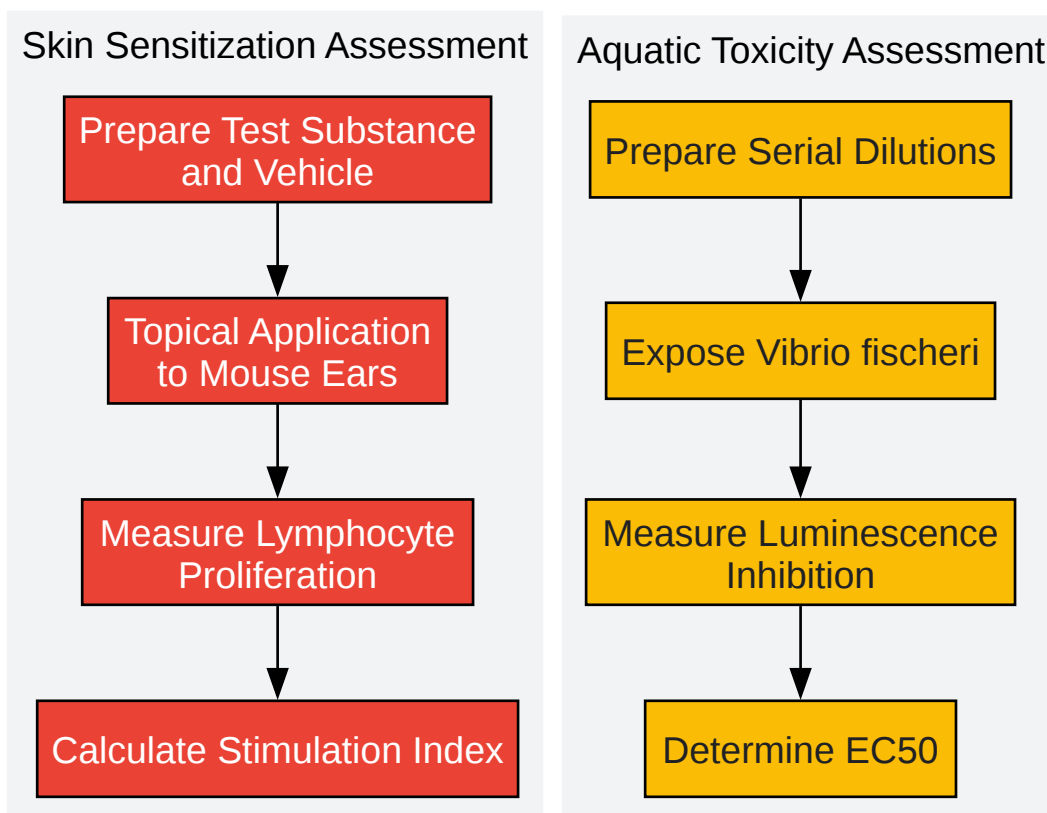 Skin Sensitization Assessment
Prepare Test Substance
and Vehicle
Topical Application
to Mouse Ears
Measure Lymphocyte
Proliferation
Calculate Stimulation Index
Aquatic Toxicity Assessment
Prepare Serial Dilutions
Expose Vibrio fischeri
Measure Luminescence
Inhibition
Determine EC50